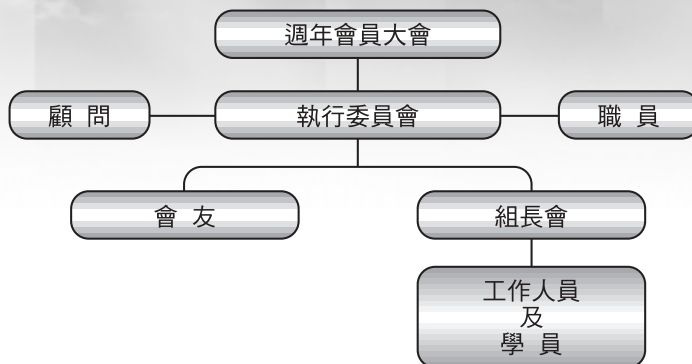 週年會員大會
顧 問
執行委員會
職 員
會 友
組長會
工作人員
及
學 員